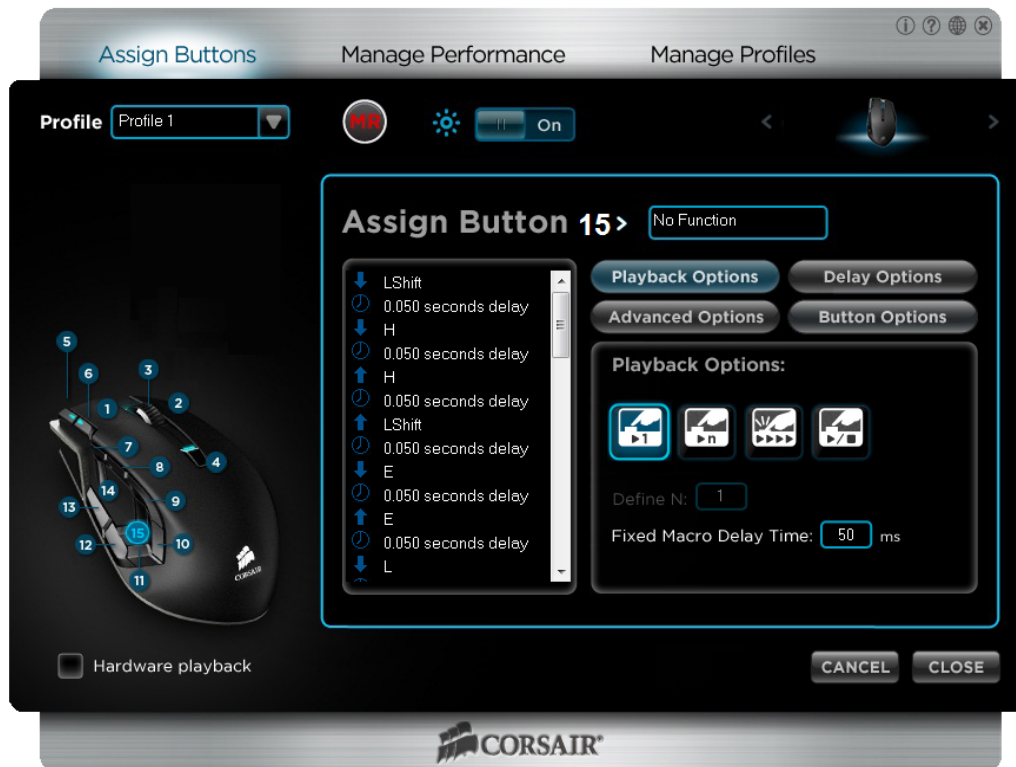 Assign Buttons
Manage Performance
Manage Profiles
Profile
Profile 1
MR
On
Assign Button 15 >
No Function
LShift
0.050 seconds delay
H
0.050 seconds delay
H
0.050 seconds delay
LShift
0.050 seconds delay
E
0.050 seconds delay
E
0.050 seconds delay
L
Playback Options
Delay Options
Advanced Options
Button Options
Playback Options:
1
n
Define N: 1
Fixed Macro Delay Time: 50 ms
5
6
3
1
2
7
8
4
14
9
13
15
12
10
11
CORSAIR
Hardware playback
CANCEL
CLOSE
CORSAIR